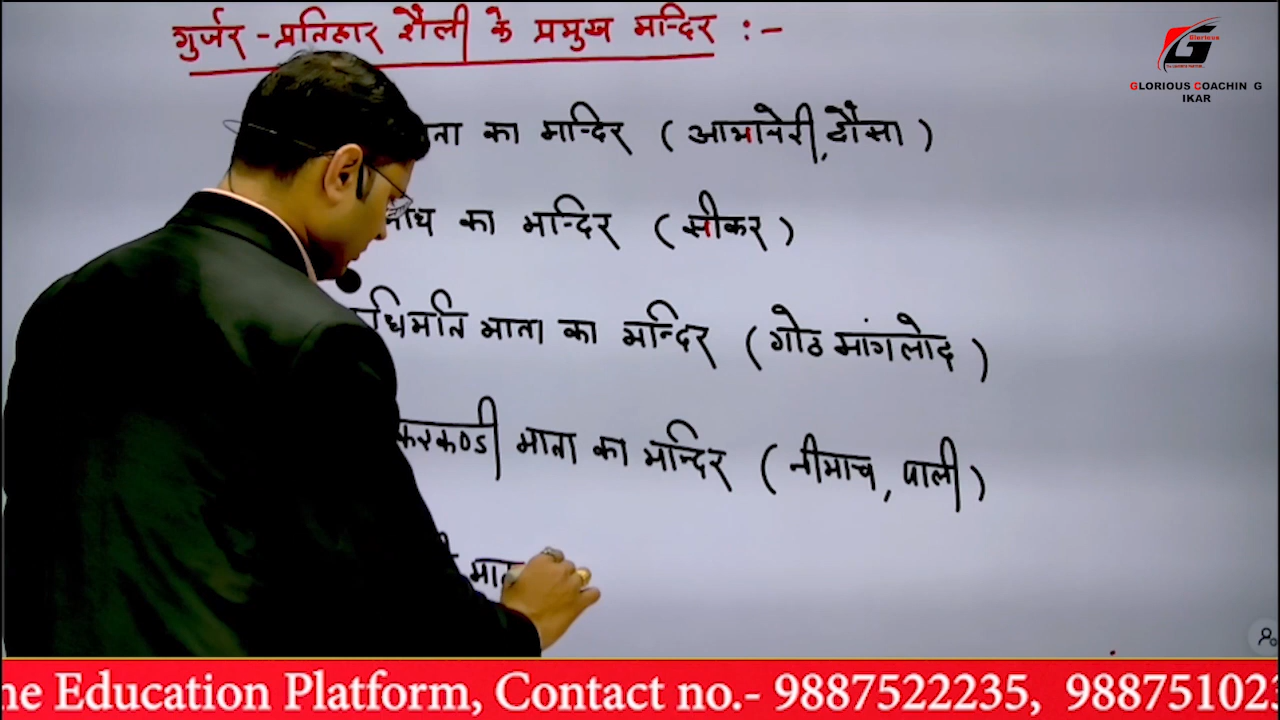 गुर्जर - प्रतिहार शैली के प्रमुख मन्दिर :-
Glorious
GLORIOUS COACHIN G
IKAR
का मन्दिर ( आभानेरी, दौसा )
का मन्दिर ( सीकर )
माता का मन्दिर ( गोठ मांगलोद )
माता का मन्दिर ( नीमाच, पाली )
Education Platform, Contact no.- 9887522235,